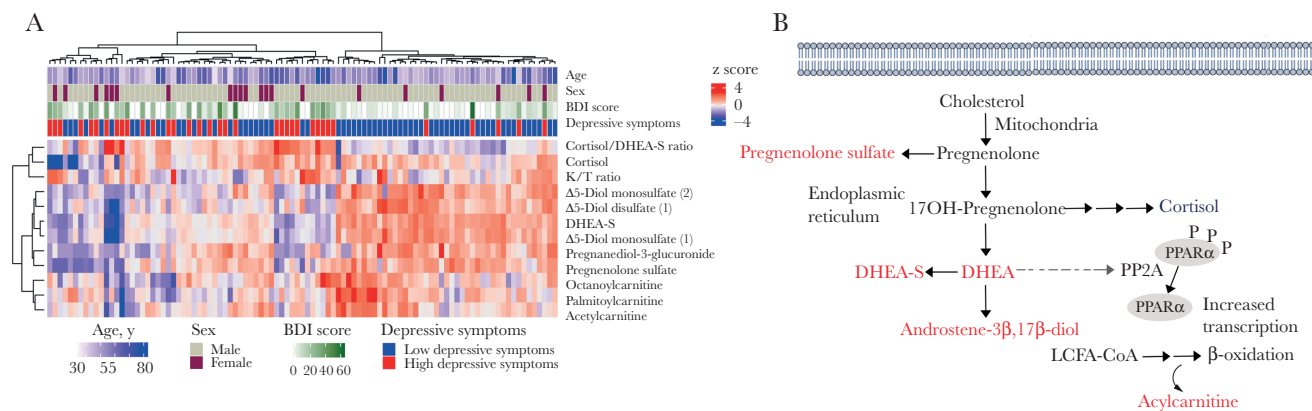 A
Age
Sex
BDI score
Depressive symptoms
Cortisol/DHEA-S ratio
Cortisol
K/T ratio
Δ5-Diol monosulfate (2)
Δ5-Diol disulfate (1)
DHEA-S
Δ5-Diol monosulfate (1)
Pregnanediol-3-glucuronide
Pregnenolone sulfate
Octanoylcarnitine
Palmitoylcarnitine
Acetylcarnitine
z score
4
0
−4
Age, y
30 55 80
Sex
Male
Female
BDI score
0 20 40 60
Depressive symptoms
Low depressive symptoms
High depressive symptoms
B
Cholesterol
Mitochondria
Pregnenolone sulfate
Pregnenolone
Endoplasmic
reticulum
17OH-Pregnenolone
Cortisol
P P P
PPARα
DHEA-S
DHEA
PP2A
PPARα
Increased
transcription
Androstene-3β,17β-diol
LCFA-CoA
β-oxidation
Acylcarnitine